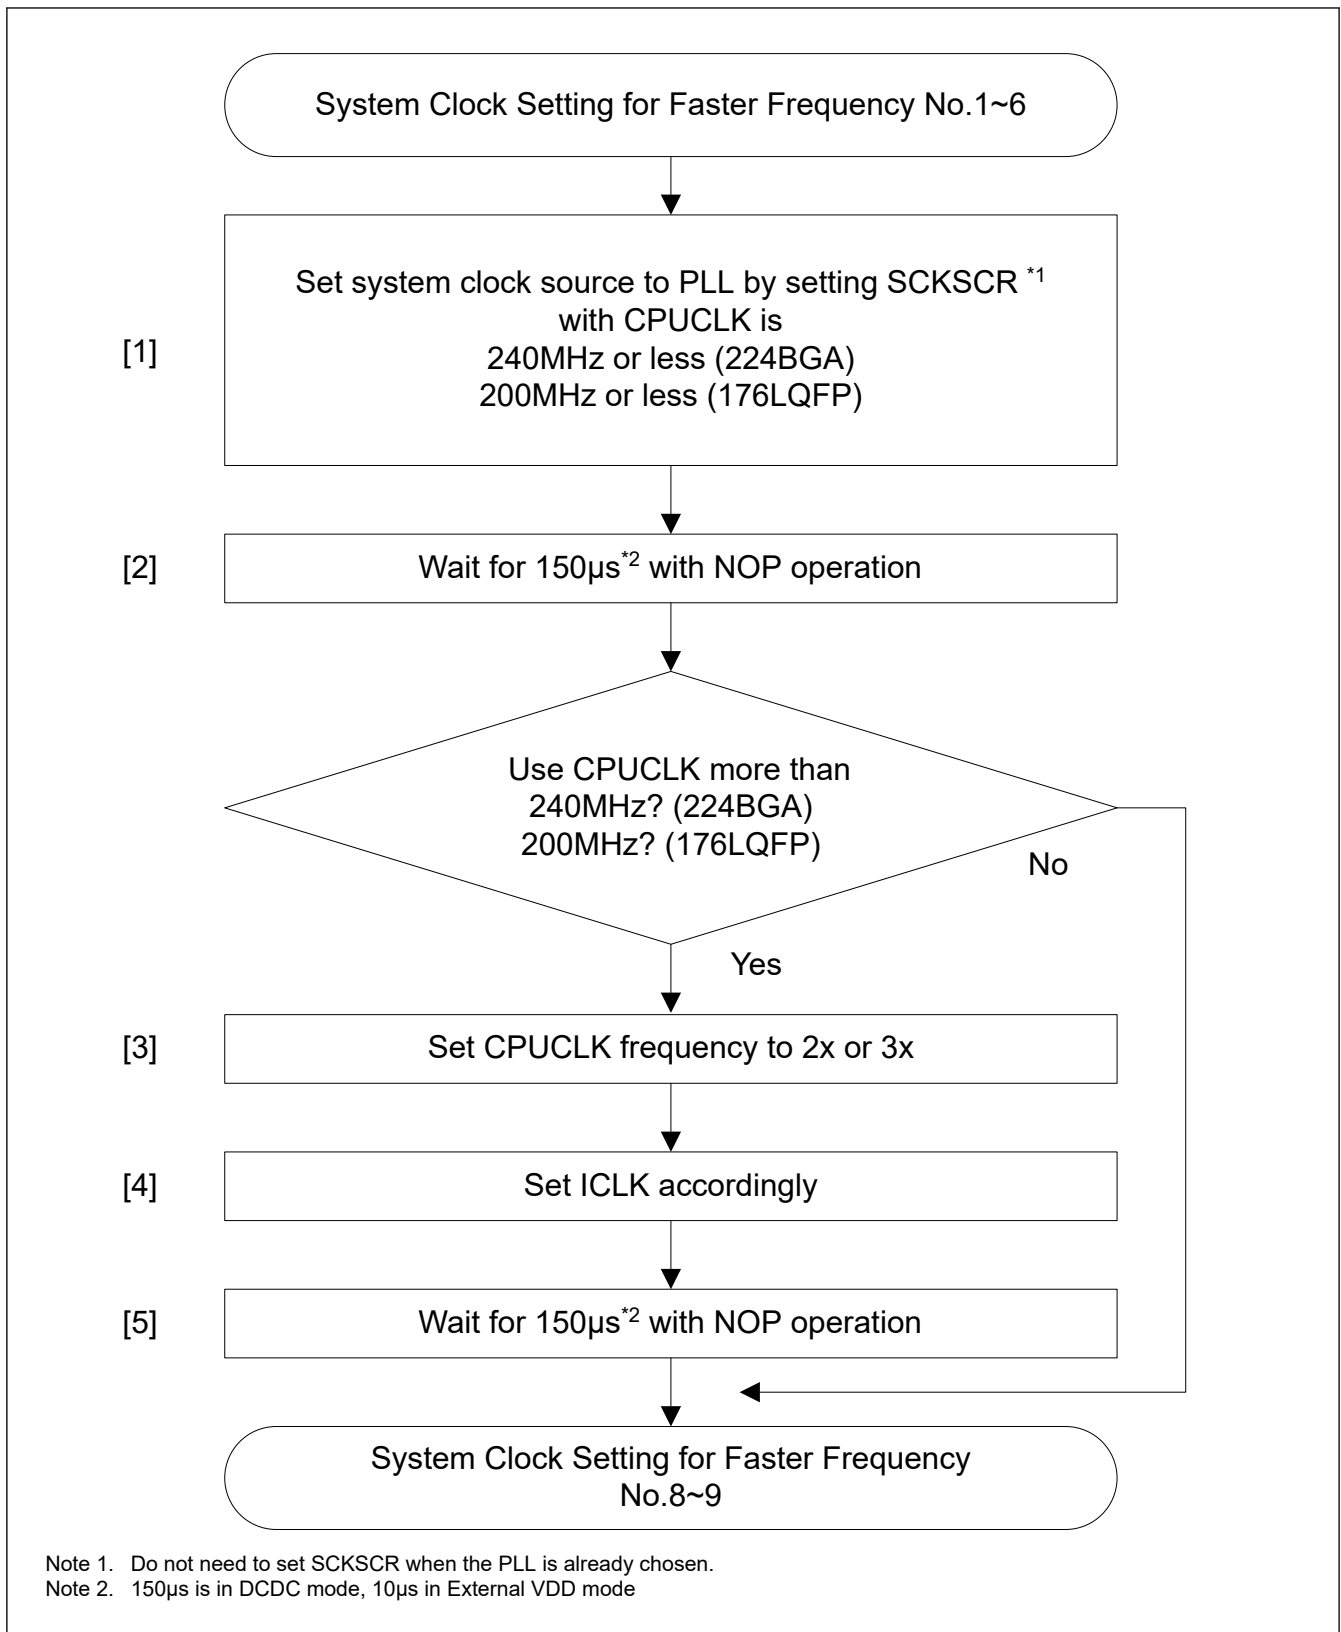 System Clock Setting for Faster Frequency No.1~6
[1]
Set system clock source to PLL by setting SCKSCR *1
with CPUCLK is
240MHz or less (224BGA)
200MHz or less (176LQFP)
[2]
Wait for 150µs*2 with NOP operation
Use CPUCLK more than
240MHz? (224BGA)
200MHz? (176LQFP)
No
Yes
[3]
Set CPUCLK frequency to 2x or 3x
[4]
Set ICLK accordingly
[5]
Wait for 150µs*2 with NOP operation
System Clock Setting for Faster Frequency
No.8~9
Note 1. Do not need to set SCKSCR when the PLL is already chosen.
Note 2. 150µs is in DCDC mode, 10µs in External VDD mode